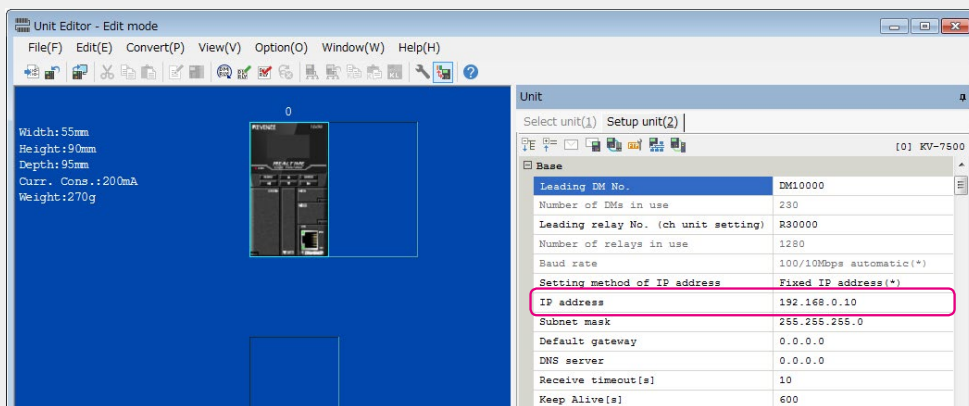 Unit Editor - Edit mode
File(F) Edit(E) Convert(P) View(V) Option(O) Window(W) Help(H)
0
Width:55mm
Height:90mm
Depth:95mm
Curr. Cons.:200mA
Weight:270g
KEYENCE
Unit
Select unit(1) Setup unit(2)
[0] KV-7500
Base
Leading DM No. DM10000
Number of DMs in use 230
Leading relay No. (ch unit setting) R30000
Number of relays in use 1280
Baud rate 100/10Mbps automatic(*)
Setting method of IP address Fixed IP address(*)
IP address 192.168.0.10
Subnet mask 255.255.255.0
Default gateway 0.0.0.0
DNS server 0.0.0.0
Receive timeout[s] 10
Keep Alive[s] 600